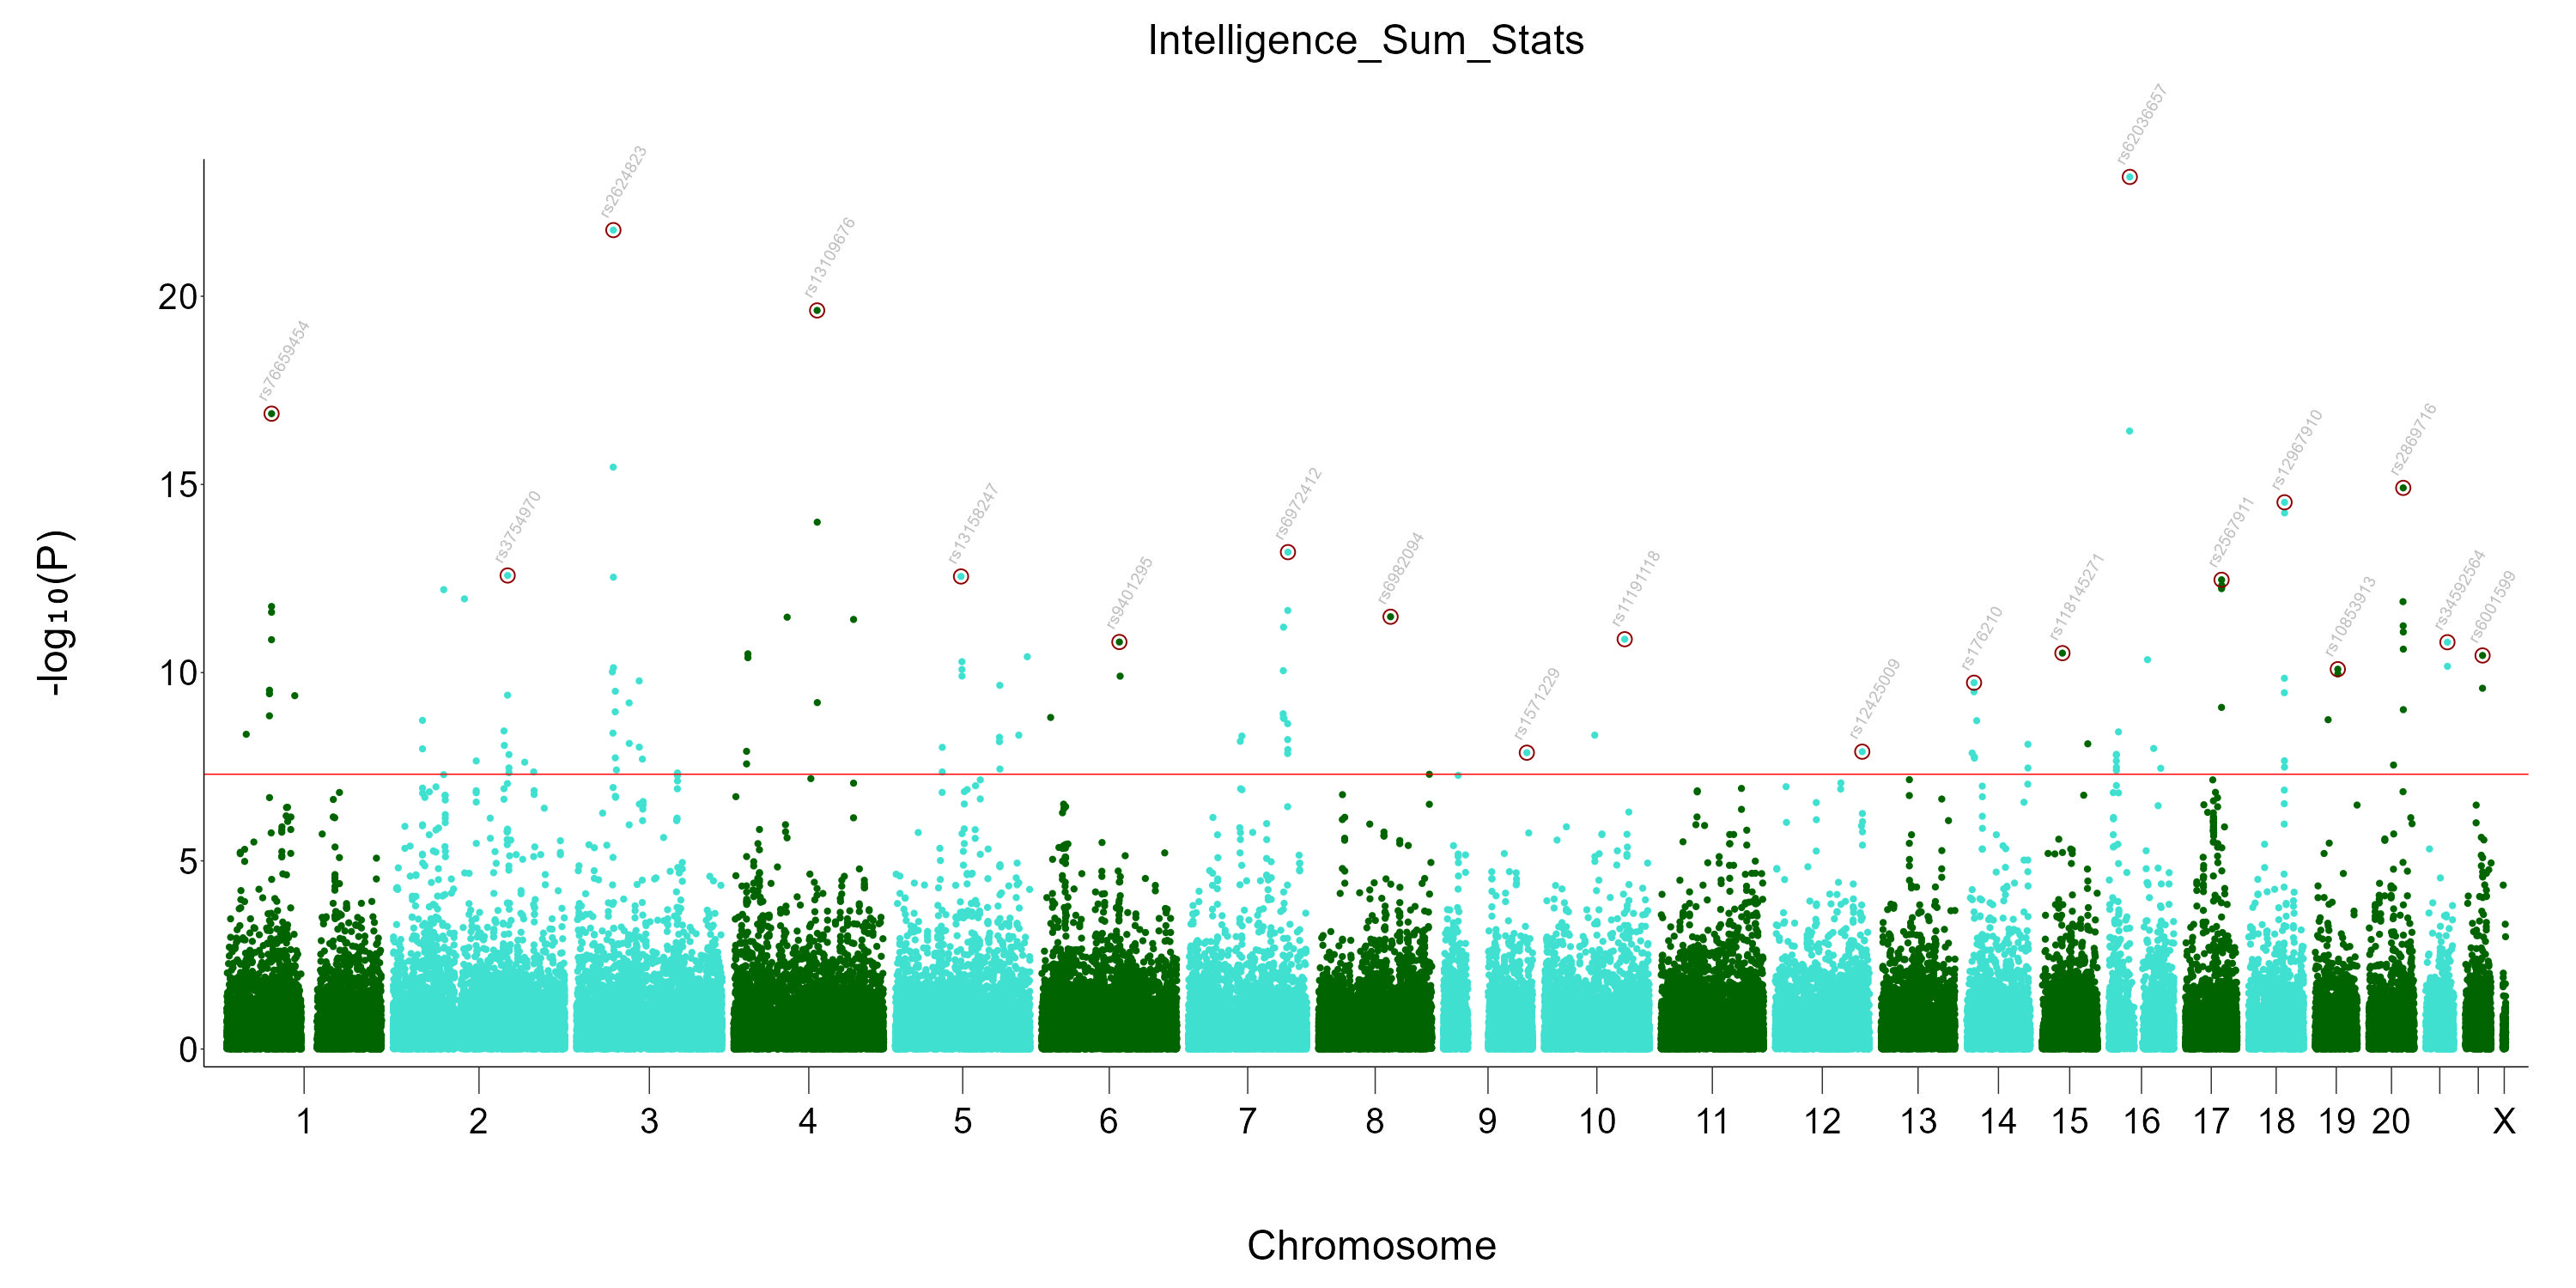 Intelligence_Sum_Stats
rs62036657
rs2624823
rs13109676
rs76659454
rs2869716
rs12967910
rs6972412
rs13158247
rs3754970
rs2567911
rs6982094
rs11191118
rs9401295
rs118145271
rs34592564
rs6001599
rs10853913
rs176210
rs12425009
rs1571229
20
15
10
5
0
-log₁₀(P)
1 2 3 4 5 6 7 8 9 10 11 12 13 14 15 16 17 18 19 20 X
Chromosome